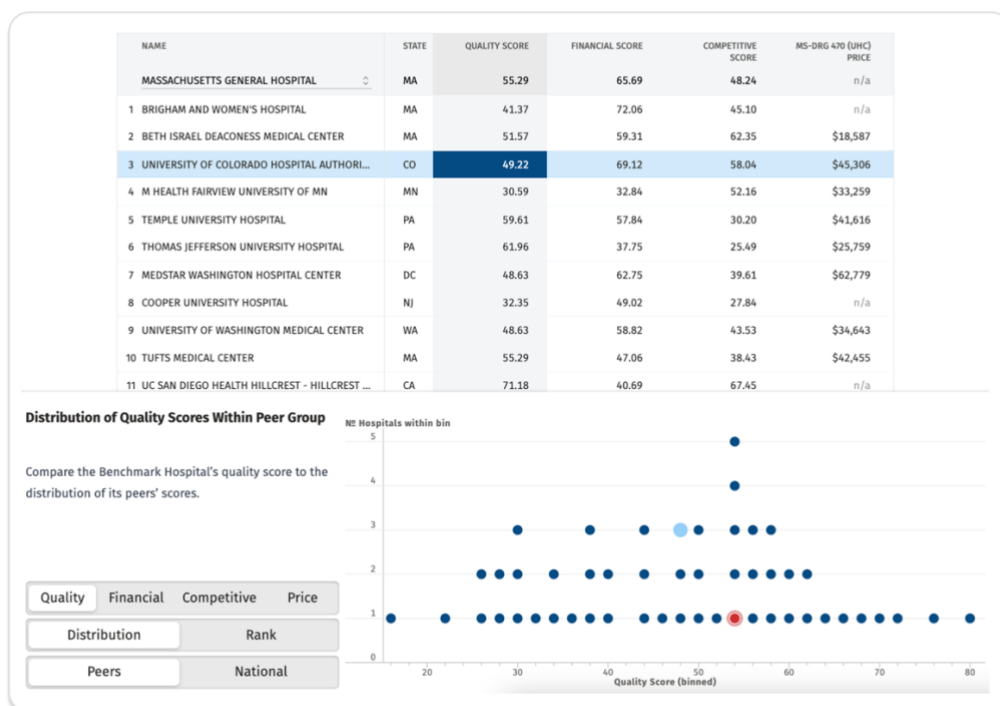 NAME STATE QUALITY SCORE FINANCIAL SCORE COMPETITIVE SCORE MS-DRG 470 (UHC) PRICE
MASSACHUSETTS GENERAL HOSPITAL MA 55.29 65.69 48.24 n/a
1 BRIGHAM AND WOMEN'S HOSPITAL MA 41.37 72.06 45.10 n/a
2 BETH ISRAEL DEACONESS MEDICAL CENTER MA 51.57 59.31 62.35 $18,587
3 UNIVERSITY OF COLORADO HOSPITAL AUTHORI... CO 49.22 69.12 58.04 $45,306
4 M HEALTH FAIRVIEW UNIVERSITY OF MN MN 30.59 32.84 52.16 $33,259
5 TEMPLE UNIVERSITY HOSPITAL PA 59.61 57.84 30.20 $41,616
6 THOMAS JEFFERSON UNIVERSITY HOSPITAL PA 61.96 37.75 25.49 $25,759
7 MEDSTAR WASHINGTON HOSPITAL CENTER DC 48.63 62.75 39.61 $62,779
8 COOPER UNIVERSITY HOSPITAL NJ 32.35 49.02 27.84 n/a
9 UNIVERSITY OF WASHINGTON MEDICAL CENTER WA 48.63 58.82 43.53 $34,643
10 TUFTS MEDICAL CENTER MA 55.29 47.06 38.43 $42,455
11 UC SAN DIEGO HEALTH HILLCREST - HILLCREST ... CA 71.18 40.69 67.45 n/a
Distribution of Quality Scores Within Peer Group
Compare the Benchmark Hospital's quality score to the
distribution of its peers' scores.
Quality Financial Competitive Price
Distribution Rank
Peers National
№ Hospitals within bin
5
4
3
2
1
0
20 30 40 50 60 70 80
Quality Score (binned)